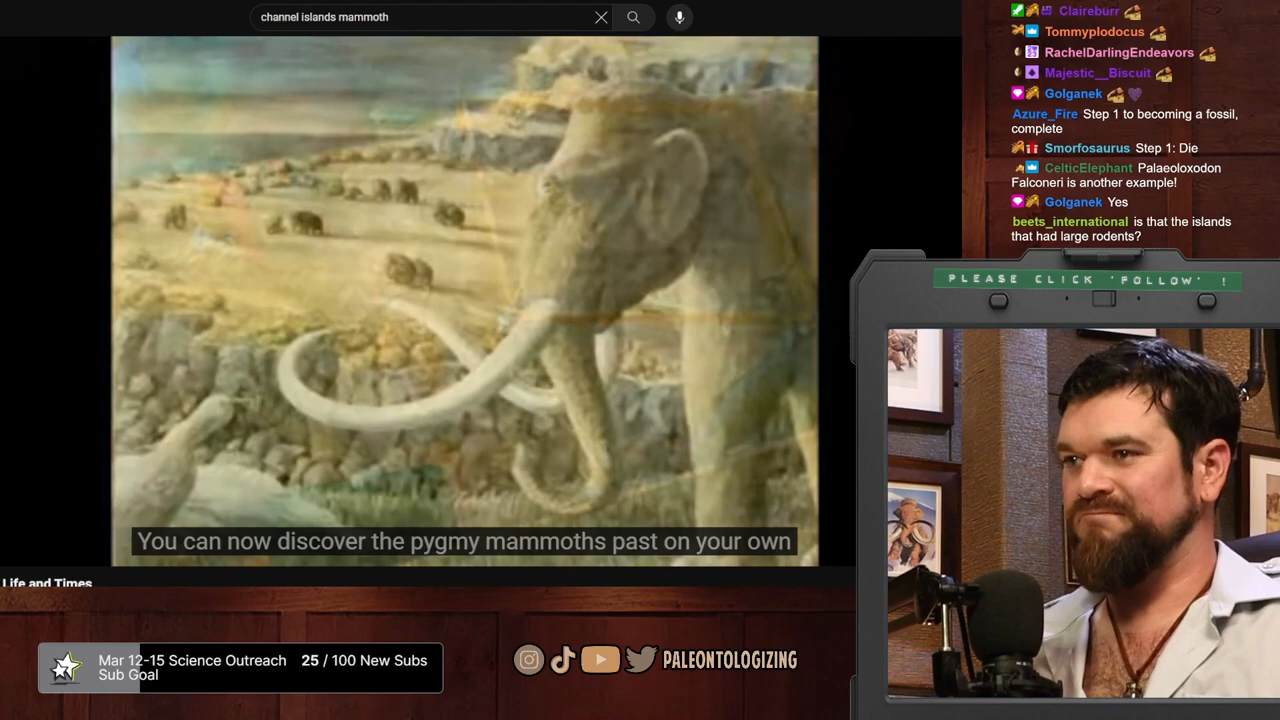 channel islands mammoth
Claireburr
Tommyplodocus
RachelDarlingEndeavors
Majestic__Biscuit
Golganek
Azure_Fire Step 1 to becoming a fossil,
complete
Smorfosaurus Step 1: Die
CelticElephant Palaeoloxodon
Falconeri is another example!
Golganek Yes
beets_international is that the islands
that had large rodents?
PLEASE CLICK 'FOLLOW' !
You can now discover the pygmy mammoths past on your own
Life and Times
Mar 12-15 Science Outreach 25 / 100 New Subs
Sub Goal
PALEONTOLOGIZING